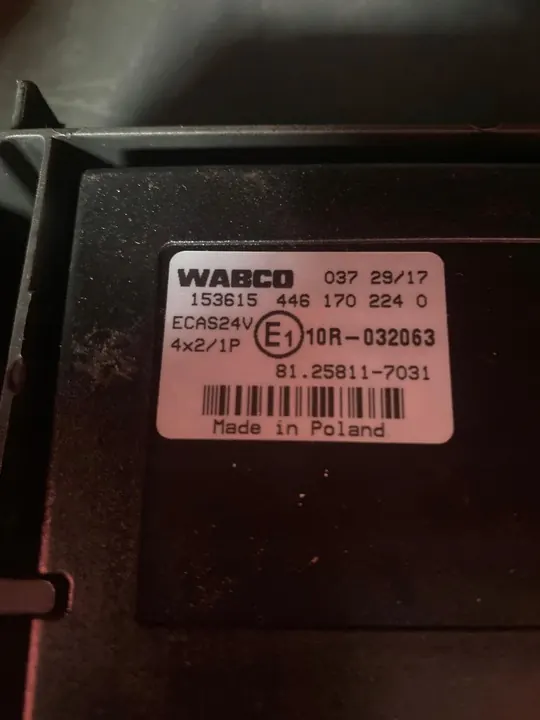 WABCO 037 29/17
153615 446 170 224 0
ECAS24V
4x2/1P E1 10R-032063
81.25811-7031
Made in Poland